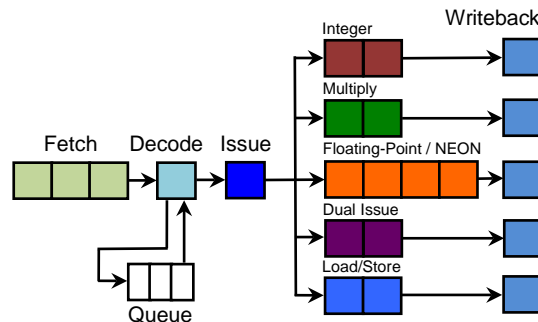 Writeback
Integer
Multiply
Fetch
Decode
Issue
Floating-Point / NEON
Dual Issue
Load/Store
Queue